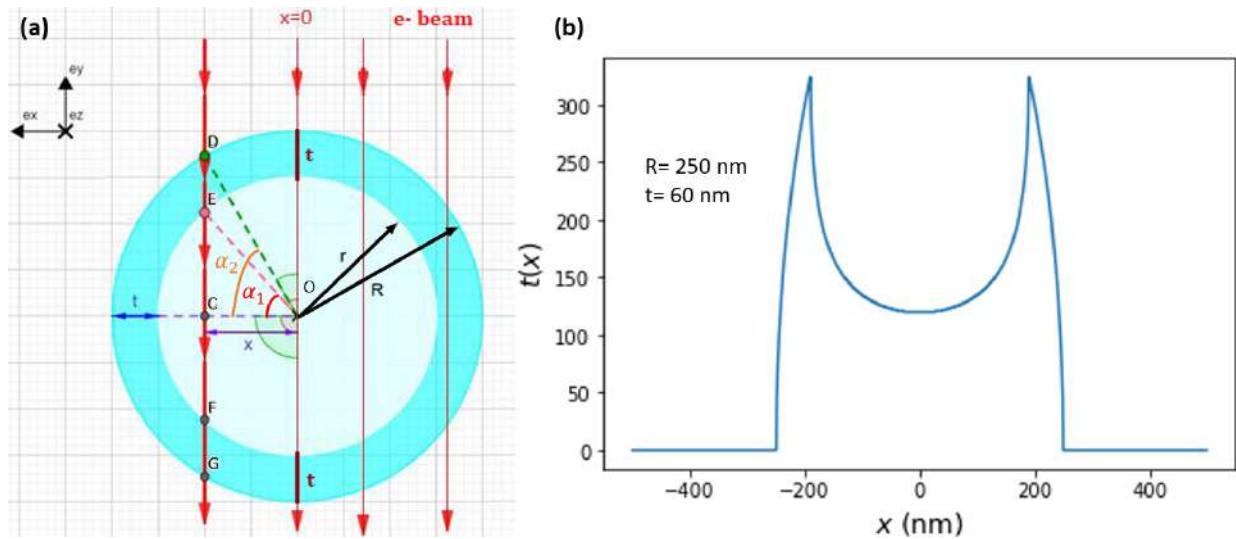 (a)
x=0
e- beam
ey
ex
ez
D
t
E
α₂
α₁
O
r
R
C
t
x
F
G
t
(b)
R= 250 nm
t= 60 nm
t(x)
300
250
200
150
100
50
0
−400
−200
0
200
400
x (nm)